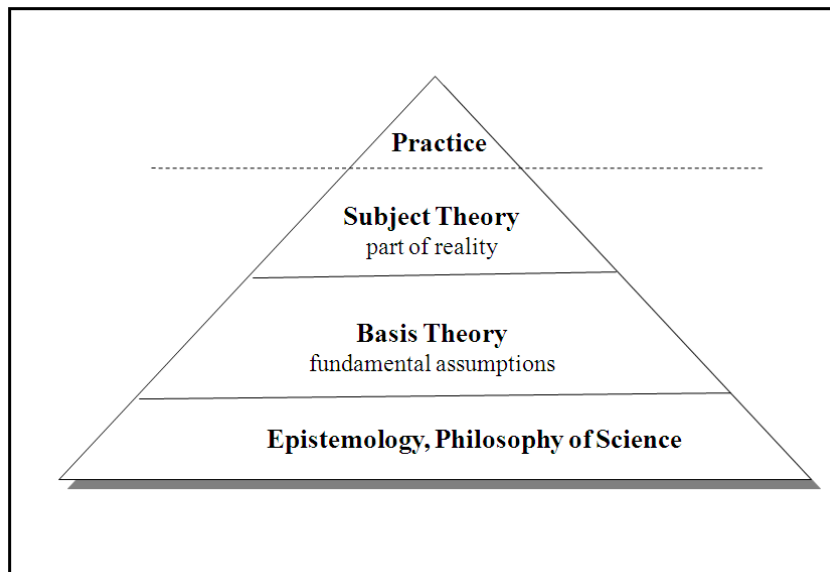 Practice
Subject Theory
part of reality
Basis Theory
fundamental assumptions
Epistemology, Philosophy of Science